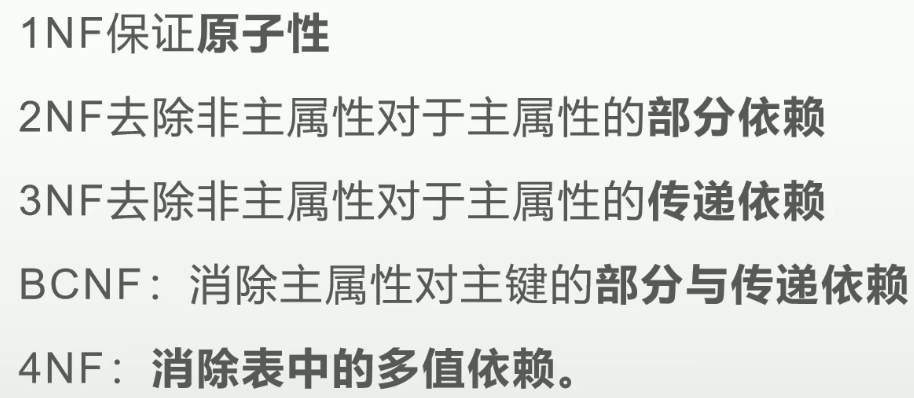 1NF保证原子性
2NF去除非主属性对于主属性的部分依赖
3NF去除非主属性对于主属性的传递依赖
BCNF：消除主属性对主键的部分与传递依赖
4NF：消除表中的多值依赖。